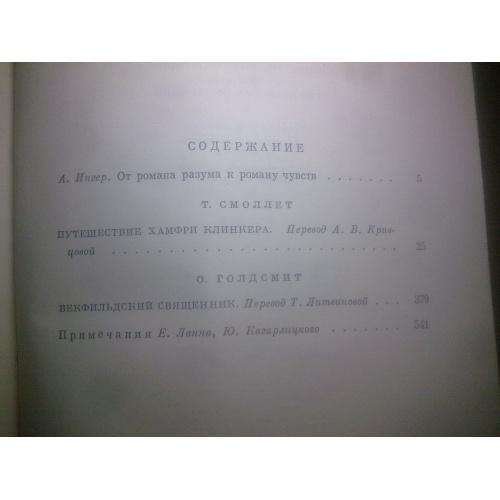 СОДЕРЖАНИЕ
А. Ингер. От романа разума к роману чувств . . . . . . . 5
Т. СМОЛЛЕТ
ПУТЕШЕСТВИЕ ХАМФРИ КЛИНКЕРА. Перевод А. В. Крив-
цовой . . . . . . . . . . . . . . . . . . . . . . . . . . . 25
О. ГОЛДСМИТ
ВЕКФИЛЬДСКИЙ СВЯЩЕННИК. Перевод Т. Литвиновой . . . 379
Примечания Е. Ланна, Ю. Кагарлицкого . . . . . . . 541